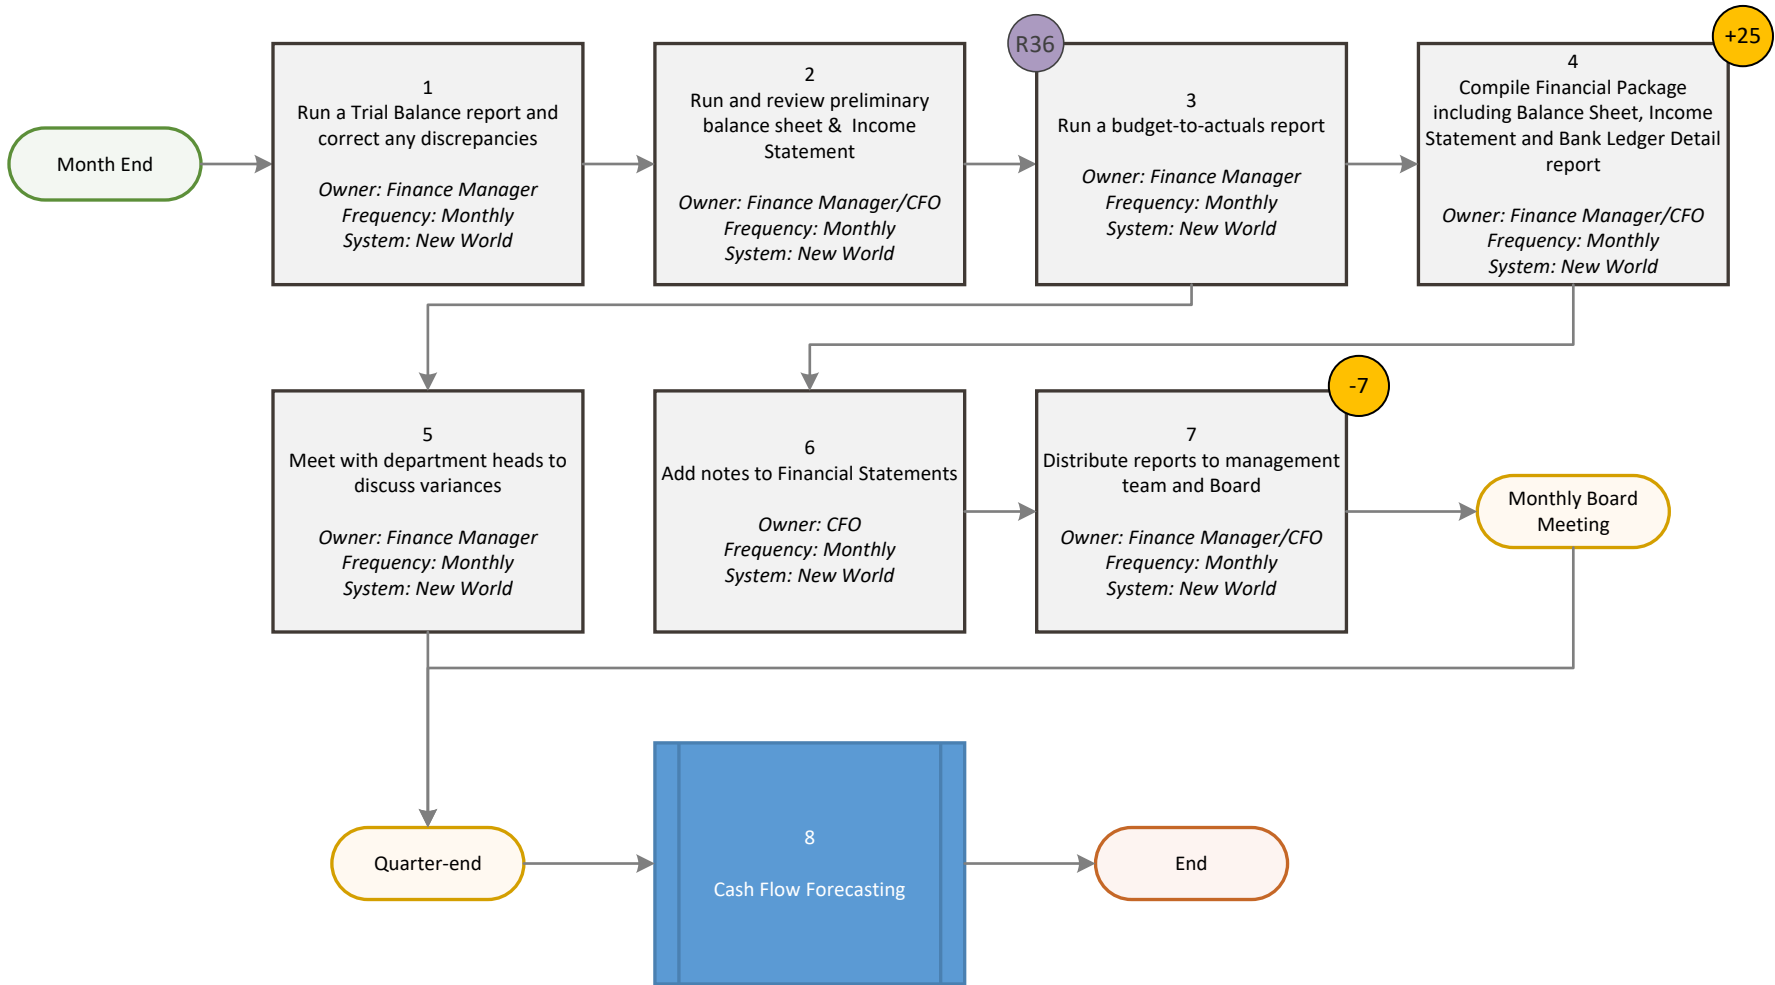 Month End
1
Run a Trial Balance report and
correct any discrepancies
Owner: Finance Manager
Frequency: Monthly
System: New World
2
Run and review preliminary
balance sheet & Income
Statement
Owner: Finance Manager/CFO
Frequency: Monthly
System: New World
R36
3
Run a budget-to-actuals report
Owner: Finance Manager
Frequency: Monthly
System: New World
+25
4
Compile Financial Package
including Balance Sheet, Income
Statement and Bank Ledger Detail
report
Owner: Finance Manager/CFO
Frequency: Monthly
System: New World
5
Meet with department heads to
discuss variances
Owner: Finance Manager
Frequency: Monthly
System: New World
6
Add notes to Financial Statements
Owner: CFO
Frequency: Monthly
System: New World
-7
7
Distribute reports to management
team and Board
Owner: Finance Manager/CFO
Frequency: Monthly
System: New World
Monthly Board
Meeting
Quarter-end
8
Cash Flow Forecasting
End